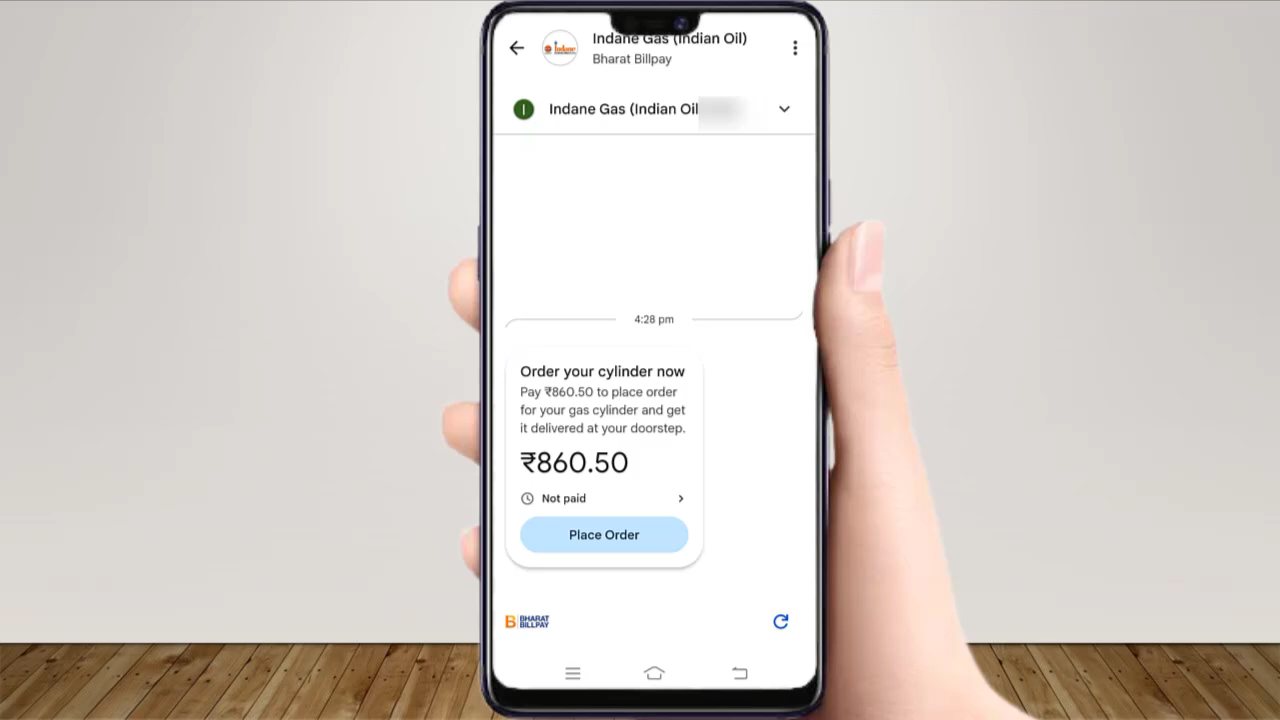 Indane Gas (Indian Oil)
Bharat Billpay
I
Indane Gas (Indian Oil
4:28 pm
Order your cylinder now
Pay ₹860.50 to place order
for your gas cylinder and get
it delivered at your doorstep.
₹860.50
Not paid
Place Order
B BHARAT
BILLPAY